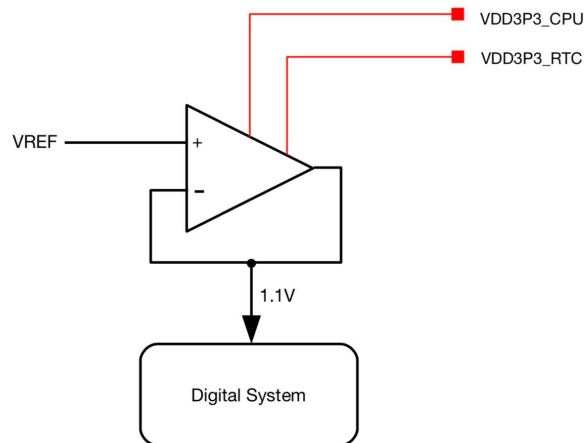 VDD3P3_CPU
VDD3P3_RTC
VREF
+
-
1.1V
Digital System